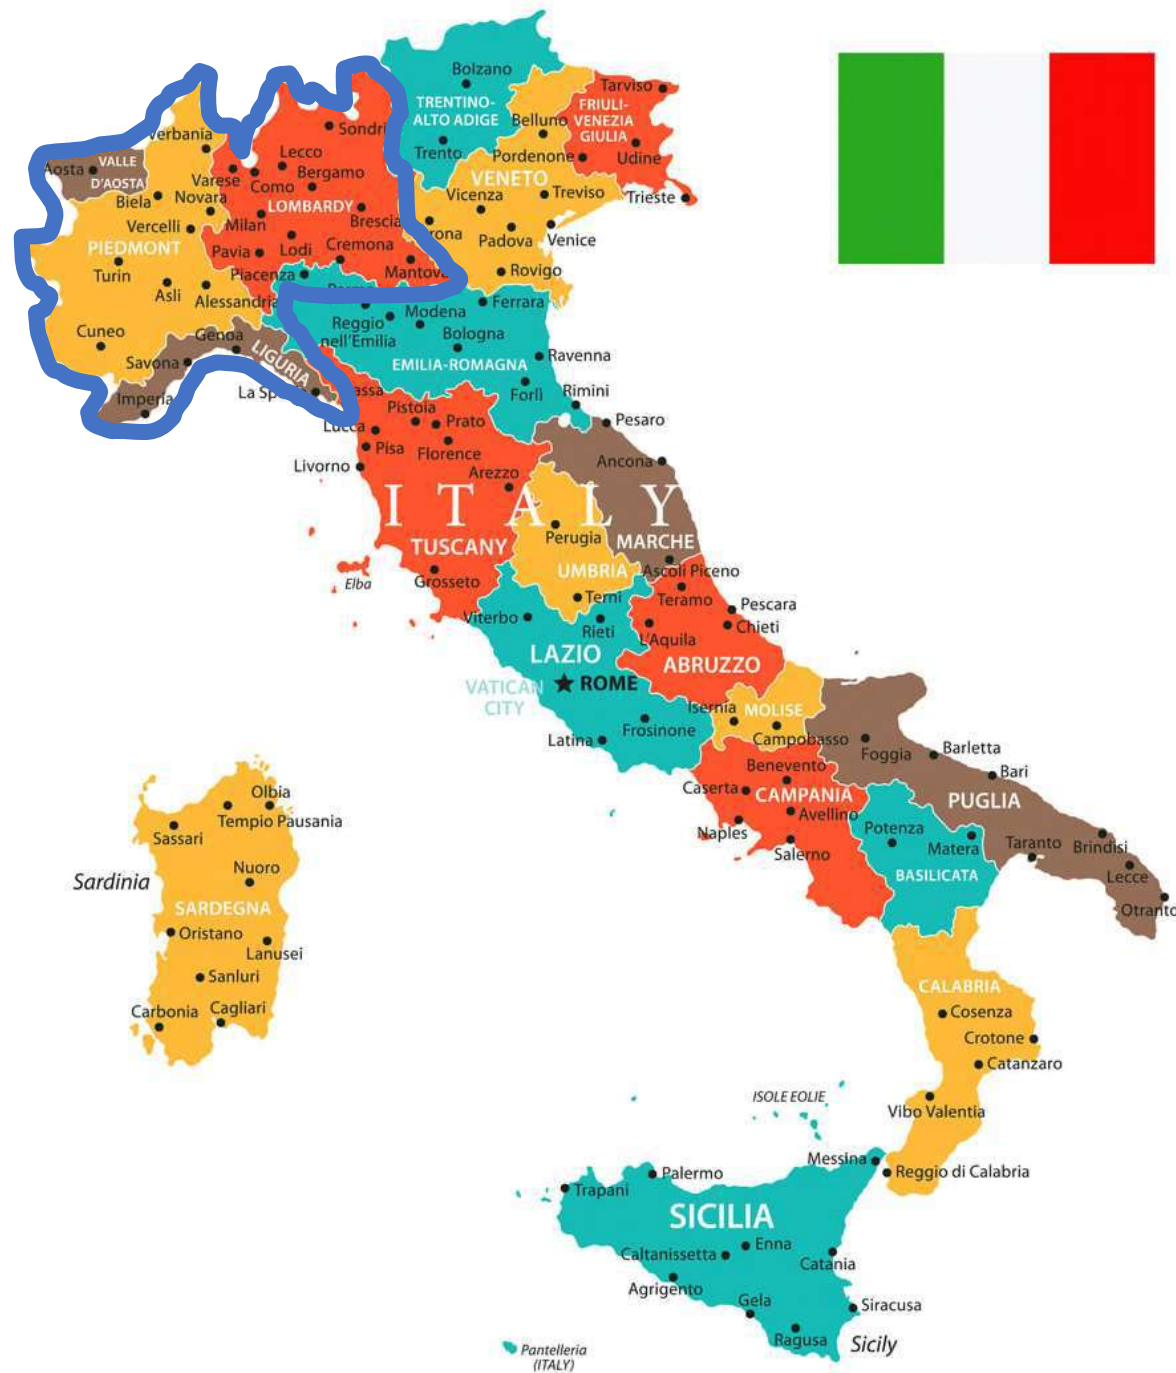 Bolzano
Tarviso
TRENTINO-
ALTO ADIGE
FRIULI-
VENEZIA
GIULIA
Belluno
Verbania
Sondri
Trento
Pordenone
Udine
Aosta
VALLE
D'AOSTA
Lecco
Varese
Como
Bergamo
VENETO
Biela
Novara
LOMBARDY
Vicenza
Treviso
Trieste
Vercelli
Milan
Brescia
rona
Padova
Venice
PIEDMONT
Pavia
Lodi
Cremona
Turin
Piacenza
Mantova
Rovigo
Asli
Alessandria
Ferrara
Reggio
nell'Emilia
Modena
Cuneo
Genoa
Bologna
Savona
LIGURIA
EMILIA-ROMAGNA
Ravenna
Imperia
La Sp
assa
Forlì
Rimini
Pistoia
Prato
Pesaro
Lucca
Pisa
Florence
Livorno
Arezzo
Ancona
ITALY
Perugia
MARCHE
TUSCANY
UMBRIA
Ascoli Piceno
Elba
Grosseto
Terni
Teramo
Pescara
Viterbo
Rieti
L'Aquila
Chieti
LAZIO
ABRUZZO
VATICAN
CITY
ROME
Isernia
MOLISE
Frosinone
Latina
Campobasso
Foggia
Barletta
Benevento
Bari
Caserta
CAMPANIA
PUGLIA
Olbia
Tempio Pausania
Sassari
Naples
Avellino
Potenza
Salerno
Matera
Taranto
Brindisi
Nuoro
Sardinia
BASILICATA
Lecce
SARDEGNA
Otranto
Oristano
Lanusei
Sanluri
CALABRIA
Carbonia
Cagliari
Cosenza
Crotone
Catanzaro
ISOLE EOLIE
Vibo Valentia
Messina
Palermo
Reggio di Calabria
Trapani
SICILIA
Enna
Caltanissetta
Catania
Agrigento
Gela
Siracusa
Ragusa
Sicily
Pantelleria
(ITALY)